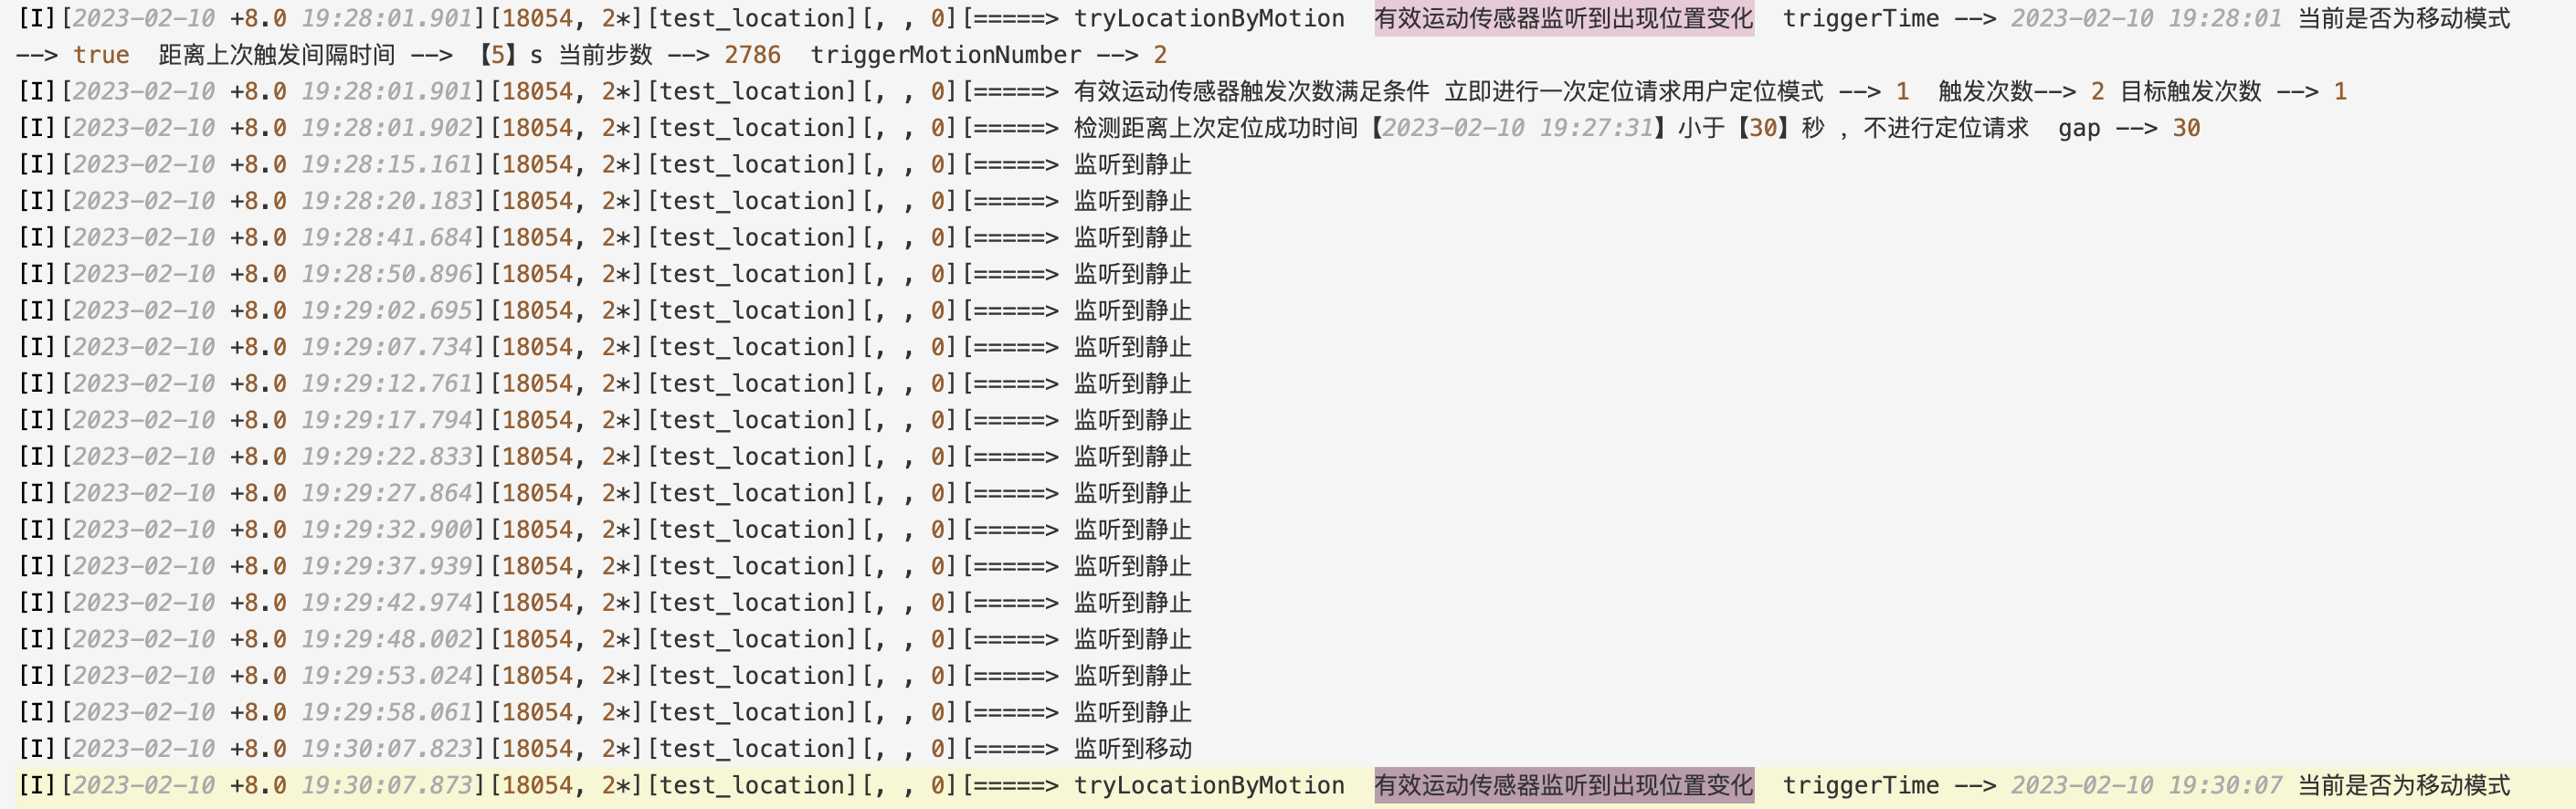 [I][2023-02-10 +8.0 19:28:01.901][18054, 2*][test_location][, , 0][=====> tryLocationByMotion  有效运动传感器监听到出现位置变化  triggerTime --> 2023-02-10 19:28:01 当前是否为移动模式
--> true  距离上次触发间隔时间 --> 【5】s 当前步数 --> 2786  triggerMotionNumber --> 2
[I][2023-02-10 +8.0 19:28:01.901][18054, 2*][test_location][, , 0][=====> 有效运动传感器触发次数满足条件 立即进行一次定位请求用户定位模式 --> 1  触发次数--> 2 目标触发次数 --> 1
[I][2023-02-10 +8.0 19:28:01.902][18054, 2*][test_location][, , 0][=====> 检测距离上次定位成功时间【2023-02-10 19:27:31】小于【30】秒 , 不进行定位请求  gap --> 30
[I][2023-02-10 +8.0 19:28:15.161][18054, 2*][test_location][, , 0][=====> 监听到静止
[I][2023-02-10 +8.0 19:28:20.183][18054, 2*][test_location][, , 0][=====> 监听到静止
[I][2023-02-10 +8.0 19:28:41.684][18054, 2*][test_location][, , 0][=====> 监听到静止
[I][2023-02-10 +8.0 19:28:50.896][18054, 2*][test_location][, , 0][=====> 监听到静止
[I][2023-02-10 +8.0 19:29:02.695][18054, 2*][test_location][, , 0][=====> 监听到静止
[I][2023-02-10 +8.0 19:29:07.734][18054, 2*][test_location][, , 0][=====> 监听到静止
[I][2023-02-10 +8.0 19:29:12.761][18054, 2*][test_location][, , 0][=====> 监听到静止
[I][2023-02-10 +8.0 19:29:17.794][18054, 2*][test_location][, , 0][=====> 监听到静止
[I][2023-02-10 +8.0 19:29:22.833][18054, 2*][test_location][, , 0][=====> 监听到静止
[I][2023-02-10 +8.0 19:29:27.864][18054, 2*][test_location][, , 0][=====> 监听到静止
[I][2023-02-10 +8.0 19:29:32.900][18054, 2*][test_location][, , 0][=====> 监听到静止
[I][2023-02-10 +8.0 19:29:37.939][18054, 2*][test_location][, , 0][=====> 监听到静止
[I][2023-02-10 +8.0 19:29:42.974][18054, 2*][test_location][, , 0][=====> 监听到静止
[I][2023-02-10 +8.0 19:29:48.002][18054, 2*][test_location][, , 0][=====> 监听到静止
[I][2023-02-10 +8.0 19:29:53.024][18054, 2*][test_location][, , 0][=====> 监听到静止
[I][2023-02-10 +8.0 19:29:58.061][18054, 2*][test_location][, , 0][=====> 监听到静止
[I][2023-02-10 +8.0 19:30:07.823][18054, 2*][test_location][, , 0][=====> 监听到移动
[I][2023-02-10 +8.0 19:30:07.873][18054, 2*][test_location][, , 0][=====> tryLocationByMotion  有效运动传感器监听到出现位置变化  triggerTime --> 2023-02-10 19:30:07 当前是否为移动模式